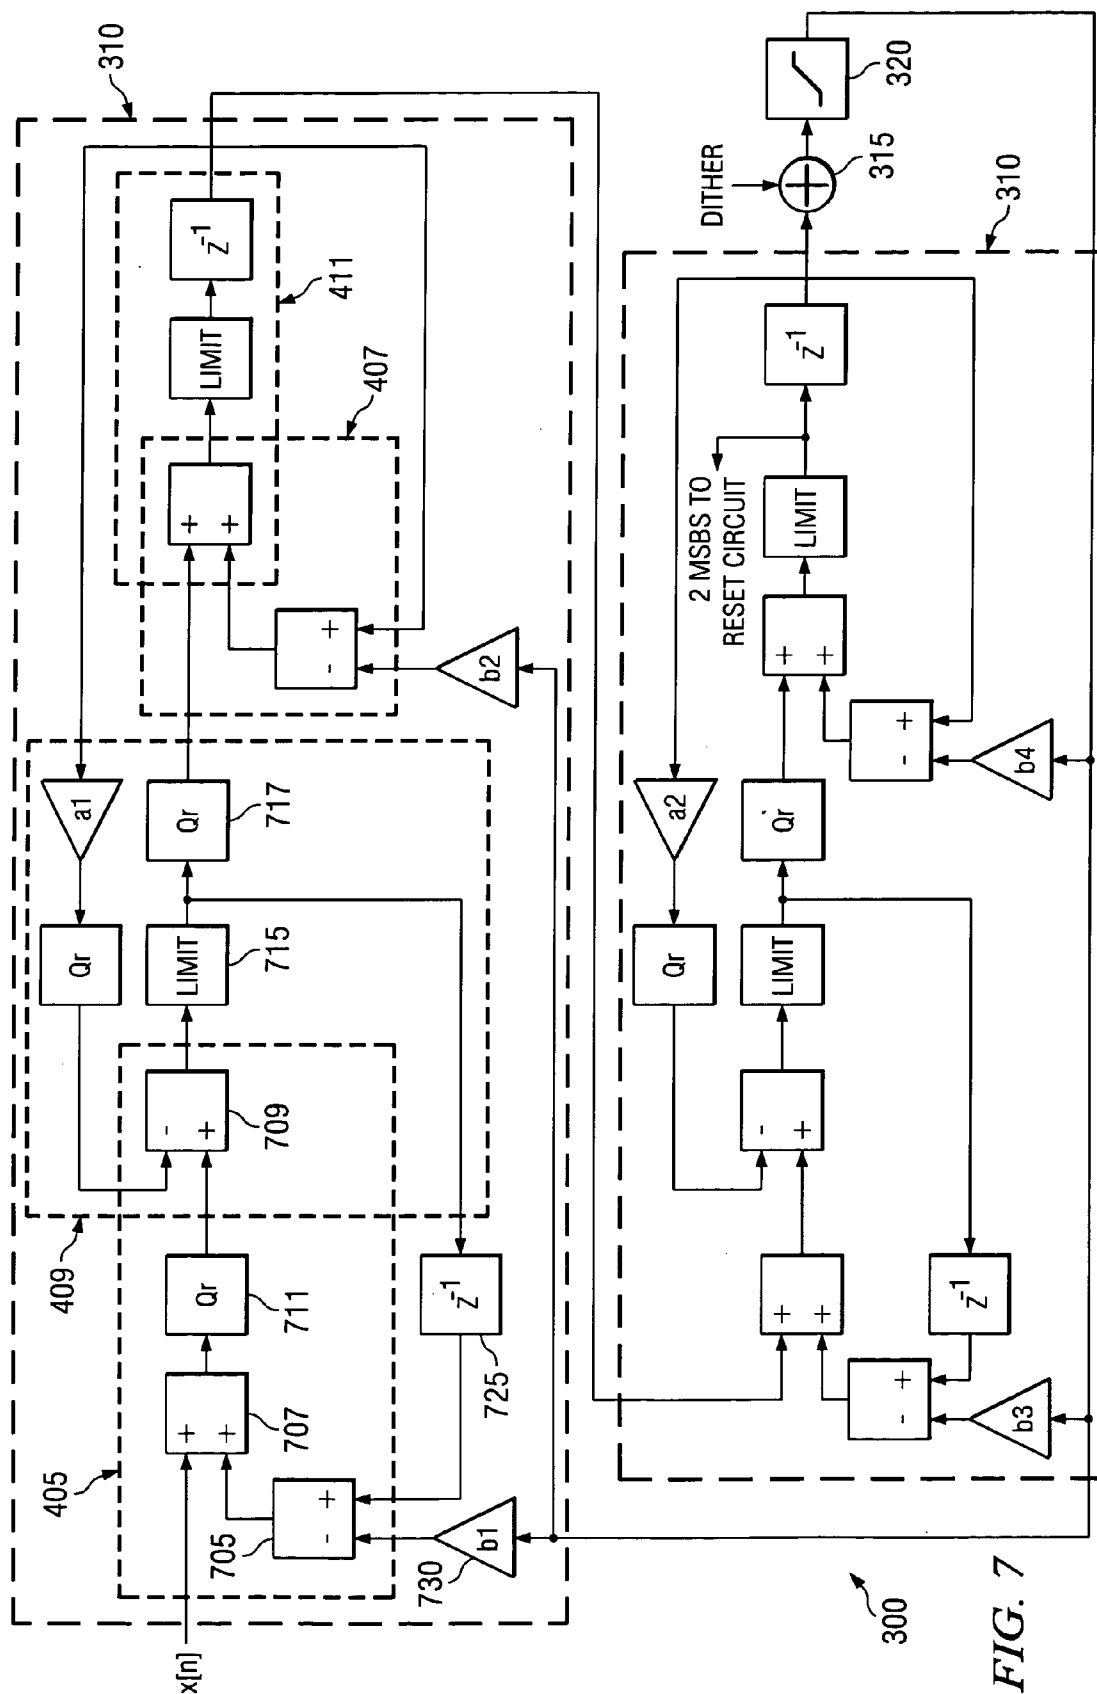 310
a1
Qr
Qr
717
LIMIT
715
-
+
709
409
Qr
711
+
+
707
405
-
+
705
b1
730
z-1
725
x[n]
+
+
407
LIMIT
z-1
411
-
+
b2
DITHER
315
320
310
a2
Qr
Qr
LIMIT
-
+
+
+
-
+
b3
z-1
+
+
LIMIT
2 MSBS TO
RESET CIRCUIT
z-1
-
+
b4
300
FIG. 7